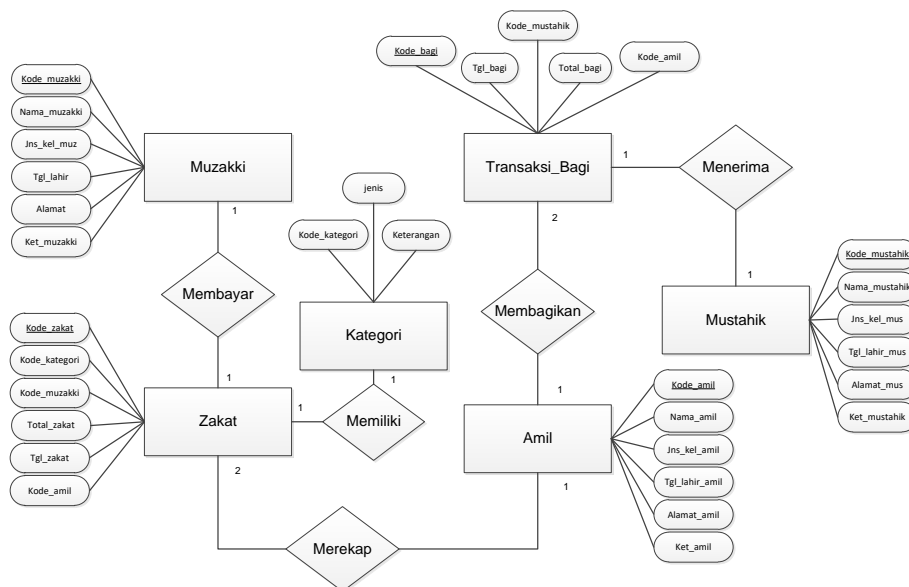 Kode_mustahik
Kode_bagi
Kode_amil
Tgl_bagi
Total_bagi
Kode_muzakki
Nama_muzakki
Jns_kel_muz
Tgl_lahir
Alamat
Ket_muzakki
Muzakki
1
Transaksi_Bagi
1
2
Menerima
jenis
Kode_kategori
Keterangan
Membayar
Kategori
1
Membagikan
1
Mustahik
Kode_mustahik
Nama_mustahik
Jns_kel_mus
Tgl_lahir_mus
Alamat_mus
Ket_mustahik
Kode_zakat
Kode_kategori
Kode_muzakki
Total_zakat
Tgl_zakat
Kode_amil
1
Zakat
1
2
Memiliki
1
Amil
1
Kode_amil
Nama_amil
Jns_kel_amil
Tgl_lahir_amil
Alamat_amil
Ket_amil
Merekap